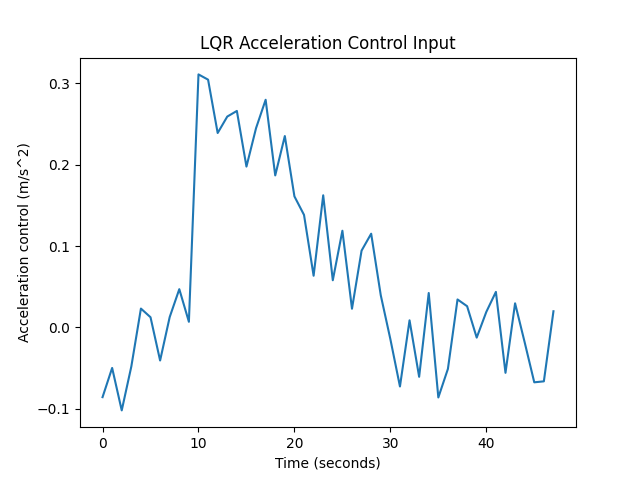 LQR Acceleration Control Input
Acceleration control (m/s^2)
0.3
0.2
0.1
0.0
−0.1
0 10 20 30 40
Time (seconds)